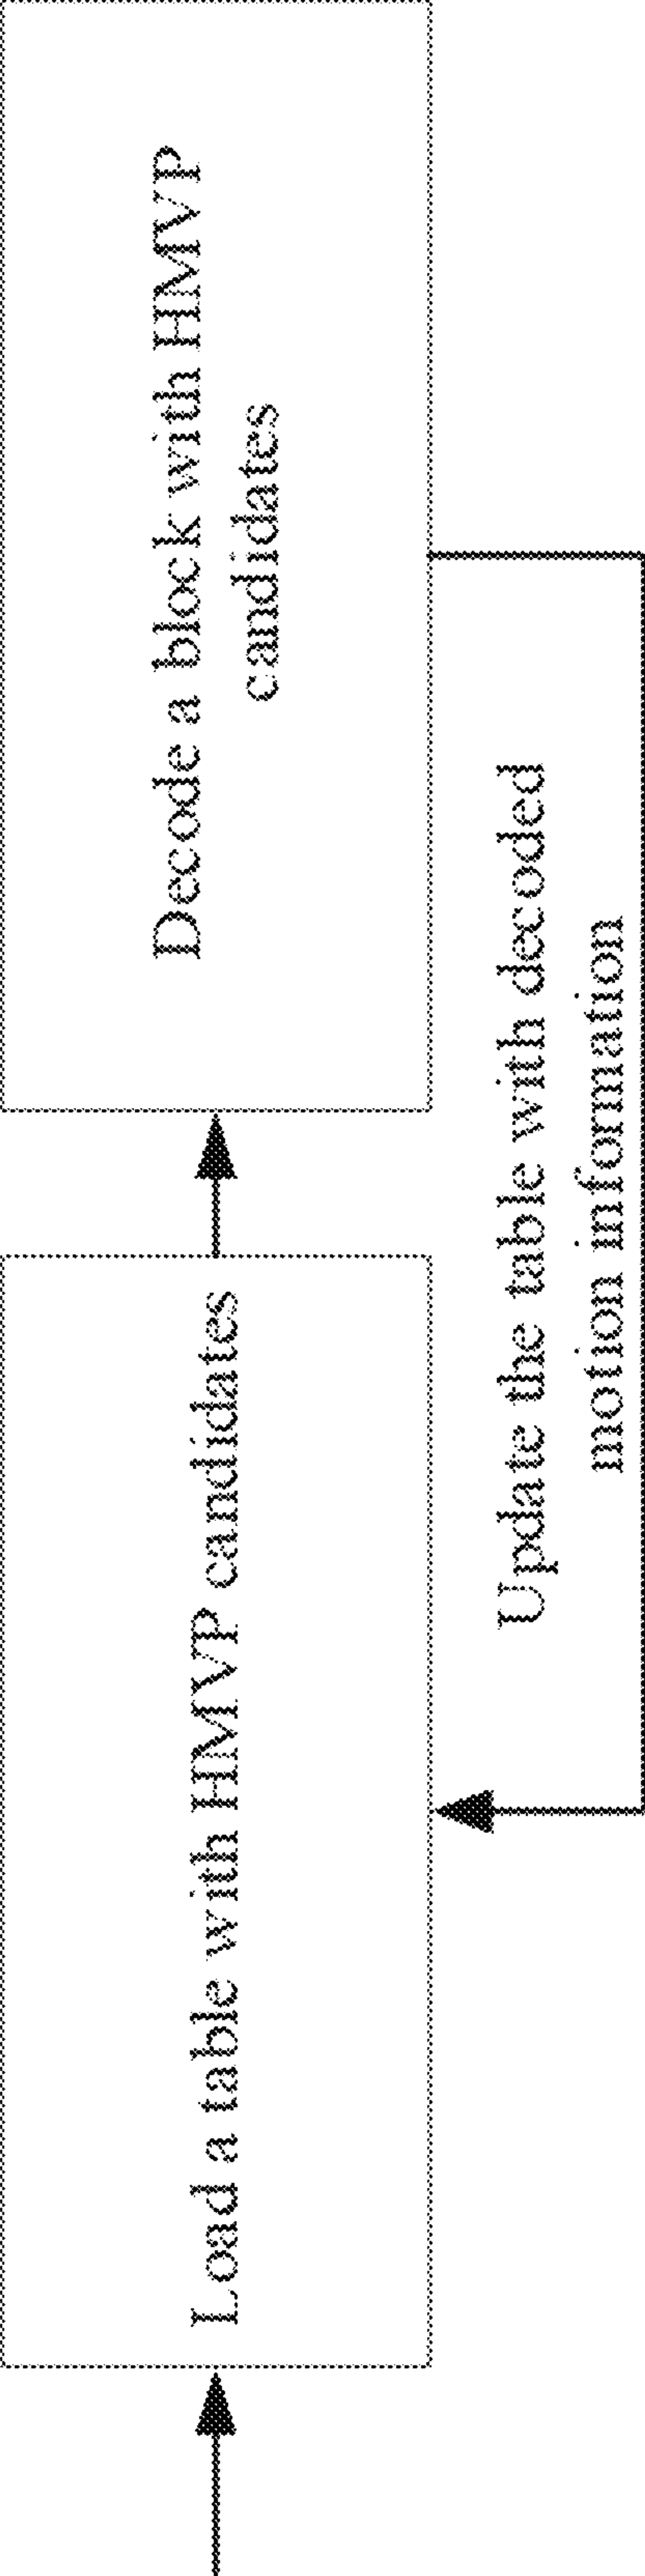 Load a table with HMVP candidates
Decode a block with HMVP
candidates
Update the table with decoded
motion information